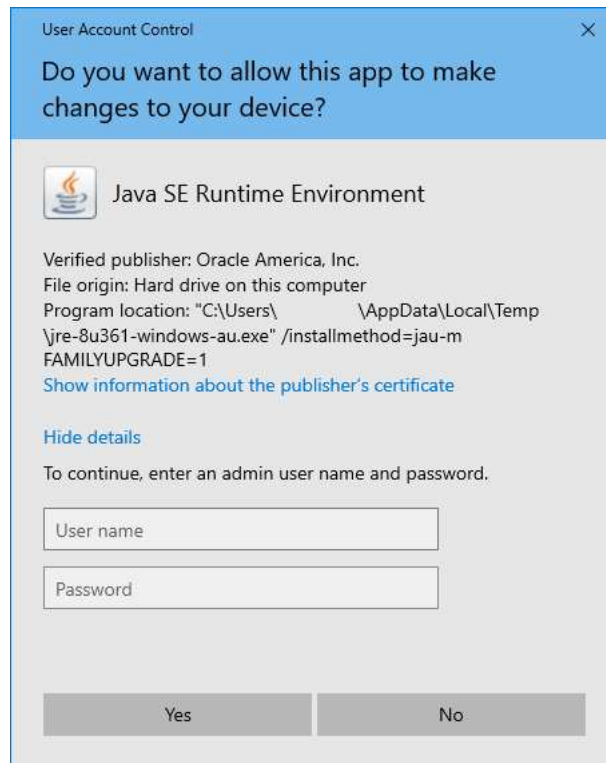 User Account Control
Do you want to allow this app to make
changes to your device?
Java SE Runtime Environment
Verified publisher: Oracle America, Inc.
File origin: Hard drive on this computer
Program location: "C:\Users\ \AppData\Local\Temp
\jre-8u361-windows-au.exe" /installmethod=jau-m
FAMILYUPGRADE=1
Show information about the publisher's certificate
Hide details
To continue, enter an admin user name and password.
User name
Password
Yes No